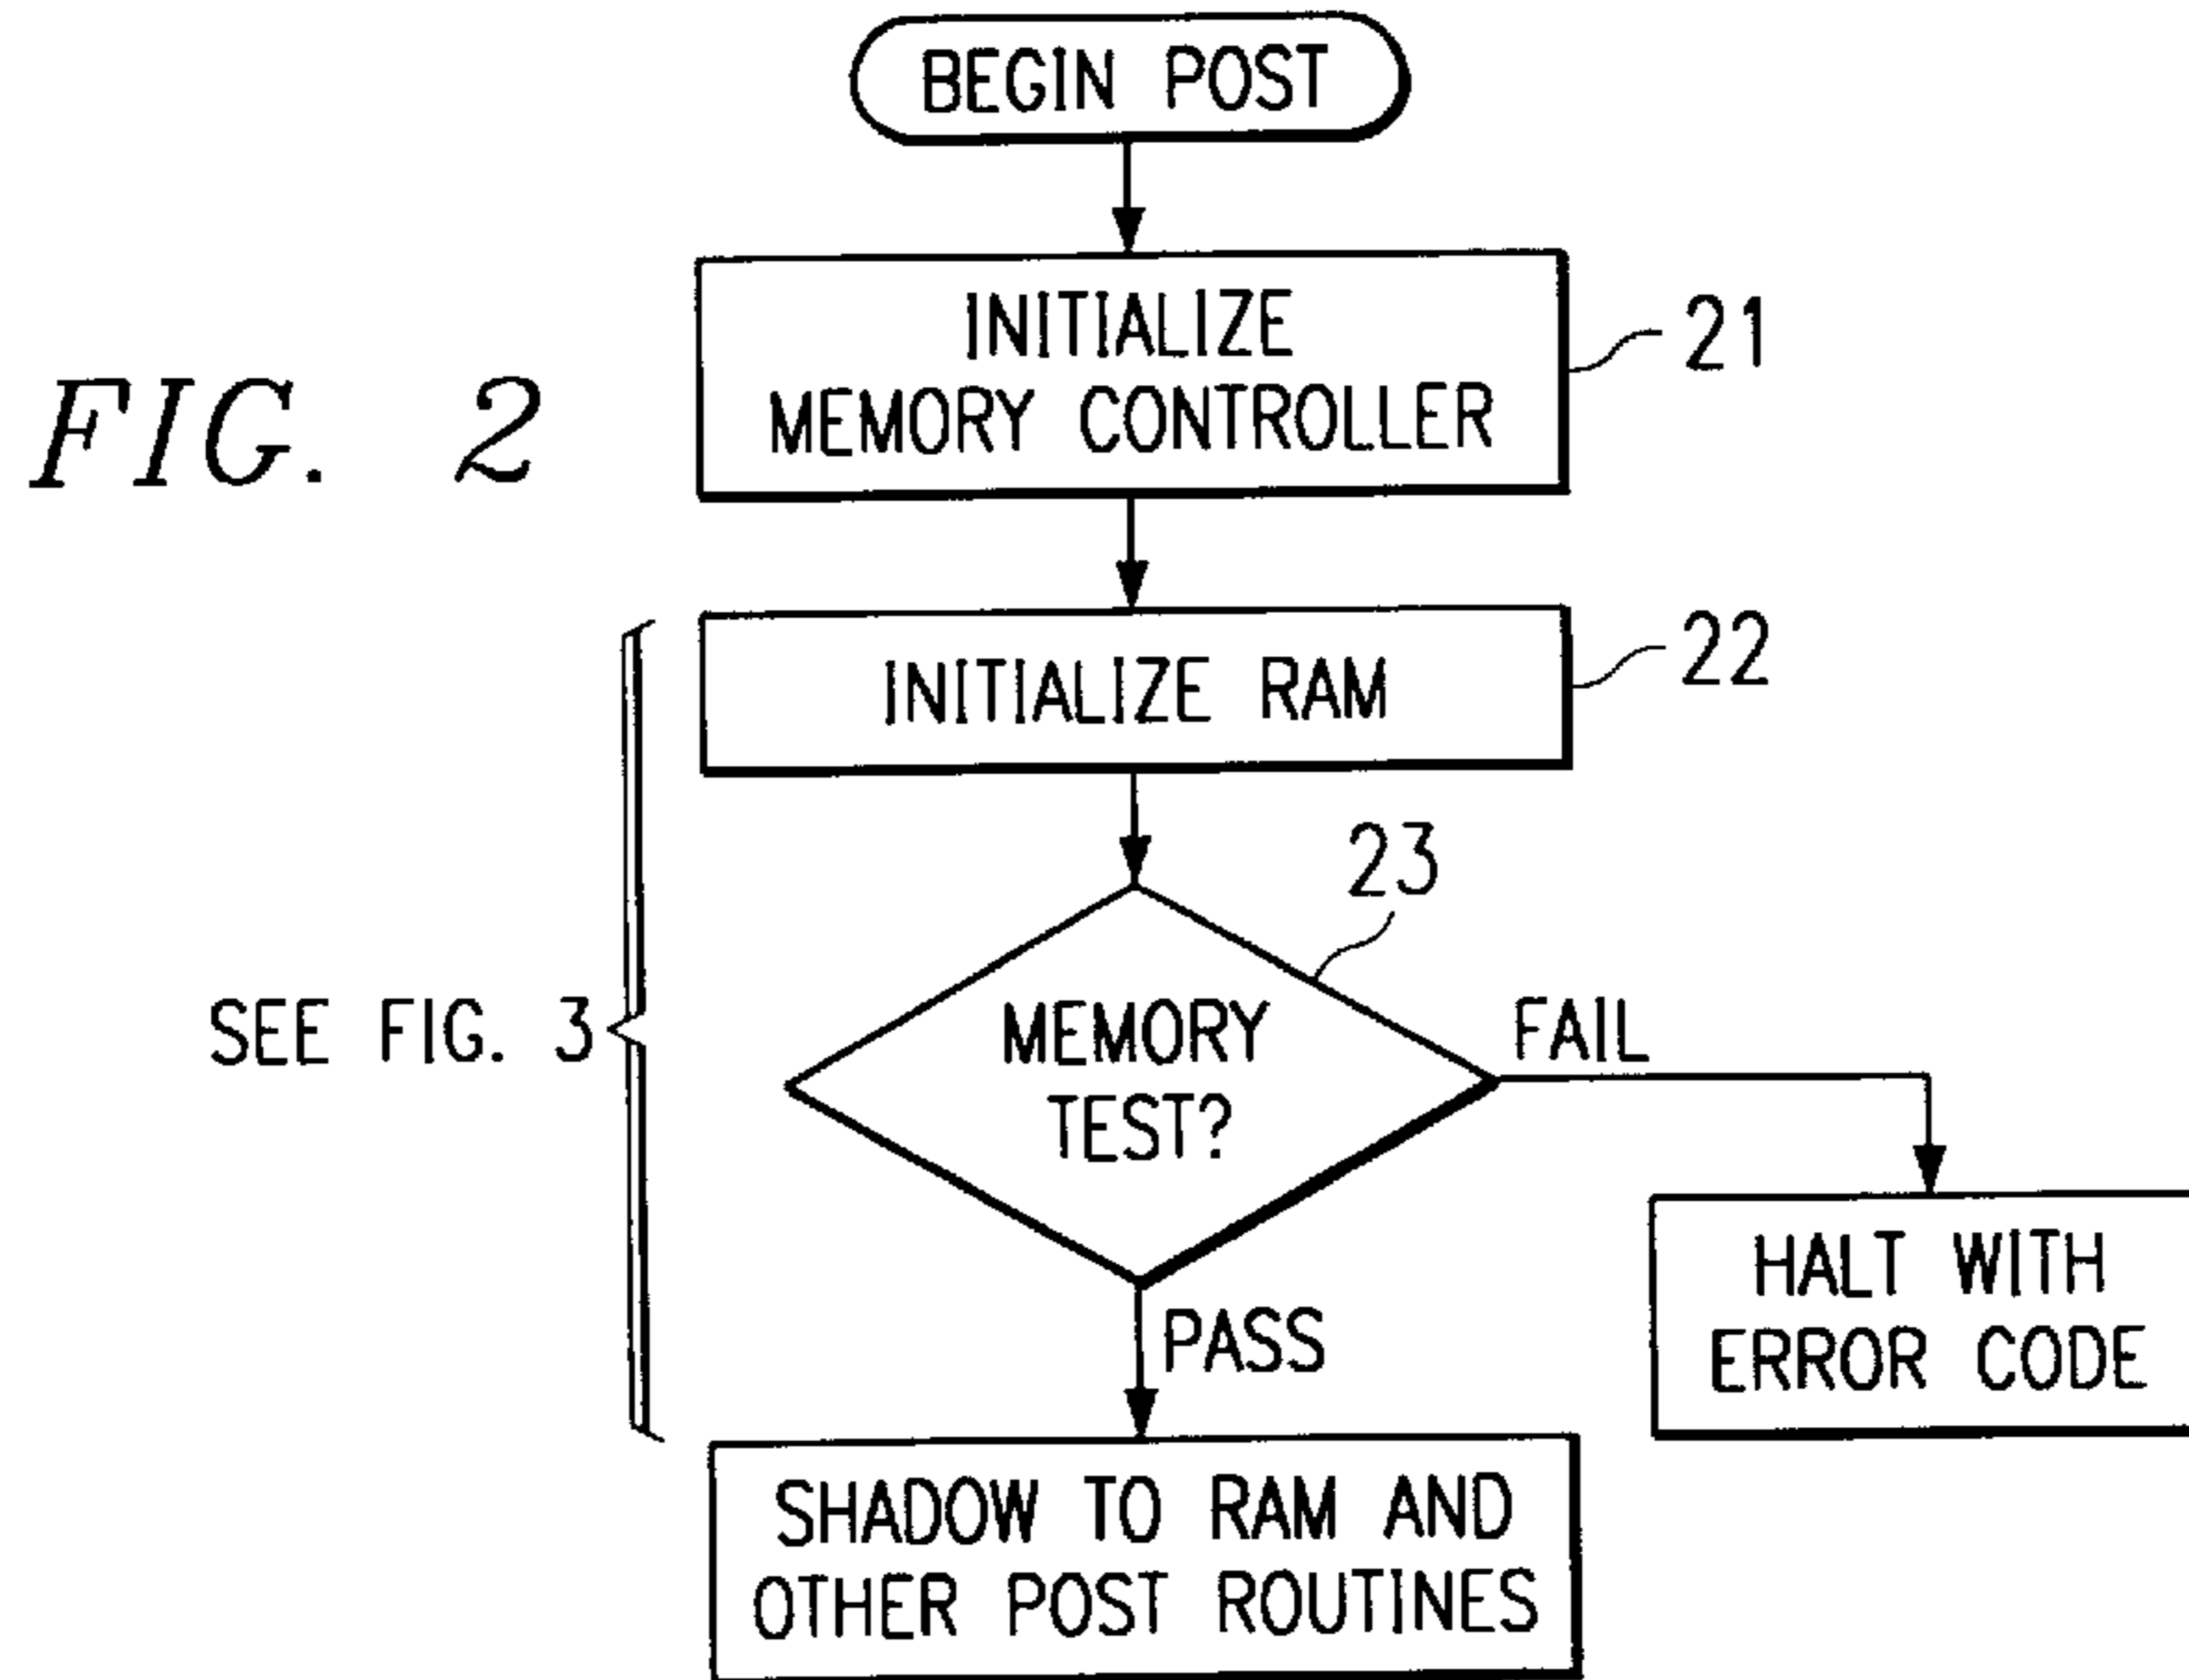 BEGIN POST
FIG. 2
INITIALIZE
MEMORY CONTROLLER
21
INITIALIZE RAM
22
23
SEE FIG. 3
MEMORY
TEST?
FAIL
PASS
HALT WITH
ERROR CODE
SHADOW TO RAM AND
OTHER POST ROUTINES